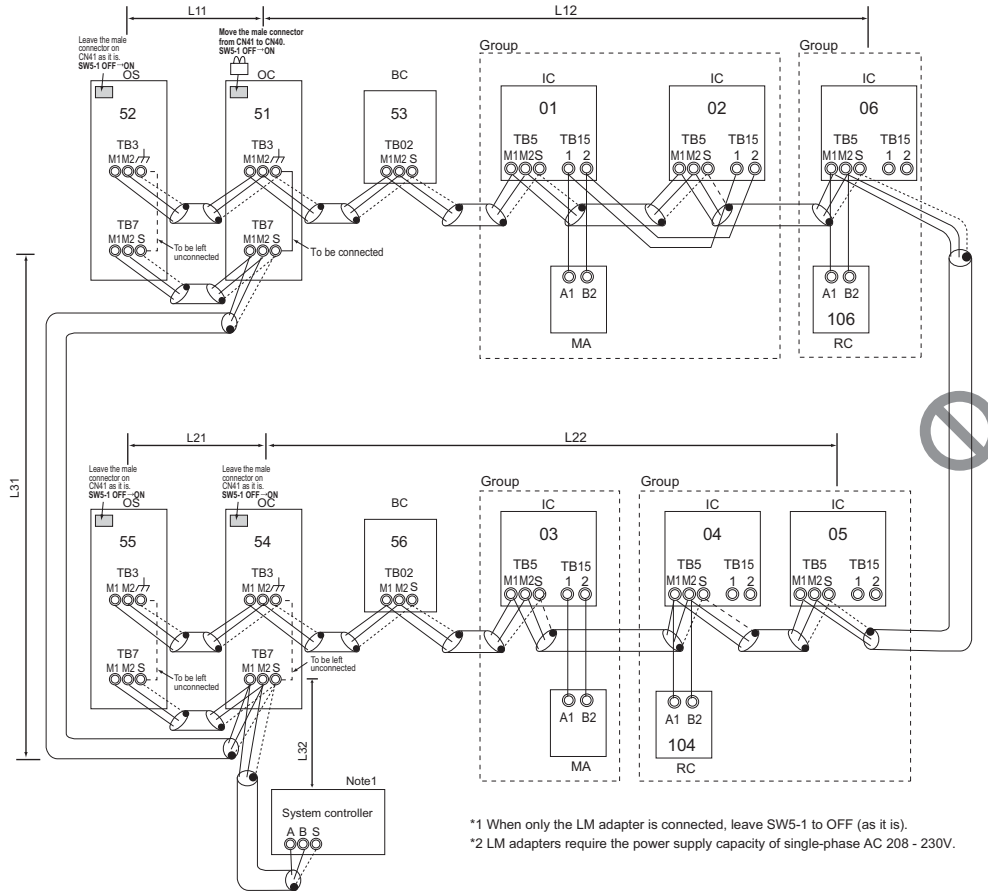 L11
L12
Leave the male
connector on
CN41 as it is.
SW5-1 OFF→ON
Move the male connector
from CN41 to CN40.
SW5-1 OFF→ON
Group
Group
OS
OC
BC
IC
IC
IC
52
51
53
01
02
06
TB3
TB3
TB02
TB5
TB15
TB5
TB15
TB5
TB15
M1M2
M1M2
M1M2 S
M1M2S
1
2
M1M2S
1
2
M1M2S
1
2
TB7
TB7
M1M2 S
M1M2 S
To be left
unconnected
To be connected
A1 B2
MA
A1 B2
106
RC
L31
L21
L22
Leave the male
connector on
CN41 as it is.
SW5-1 OFF→ON
Leave the male
connector on
CN41 as it is.
SW5-1 OFF→ON
Group
Group
OS
OC
BC
IC
IC
IC
55
54
56
03
04
05
TB3
TB3
TB02
TB5
TB15
TB5
TB15
TB5
TB15
M1 M2
M1 M2
M1 M2 S
M1M2 S
1 2
M1M2 S
1 2
M1M2 S
1 2
TB7
TB7
M1 M2 S
M1 M2 S
To be left
unconnected
To be left
unconnected
A1 B2
MA
A1 B2
104
RC
L32
Note1
System controller
A B S
*1 When only the LM adapter is connected, leave SW5-1 to OFF (as it is).
*2 LM adapters require the power supply capacity of single-phase AC 208 - 230V.